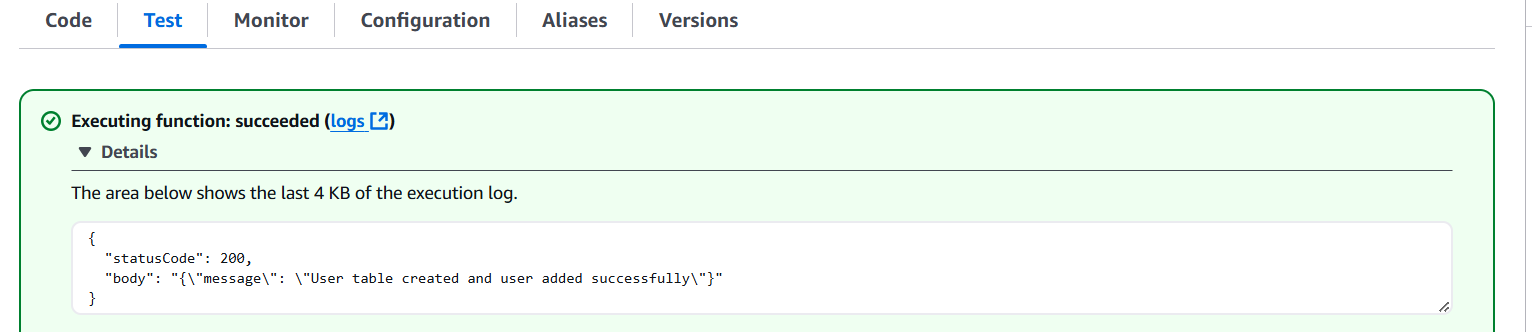 Code Test Monitor Configuration Aliases Versions
Executing function: succeeded (logs)
Details
The area below shows the last 4 KB of the execution log.
{
  "statusCode": 200,
  "body": "{\"message\": \"User table created and user added successfully\"}"
}